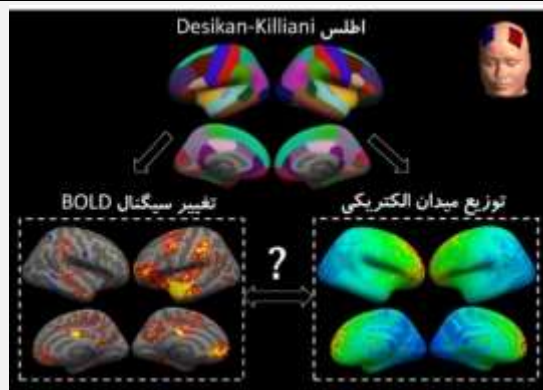 اطلس Desikan-Killiani
تغییر سیگنال BOLD
توزیع میدان الکتریکی
?